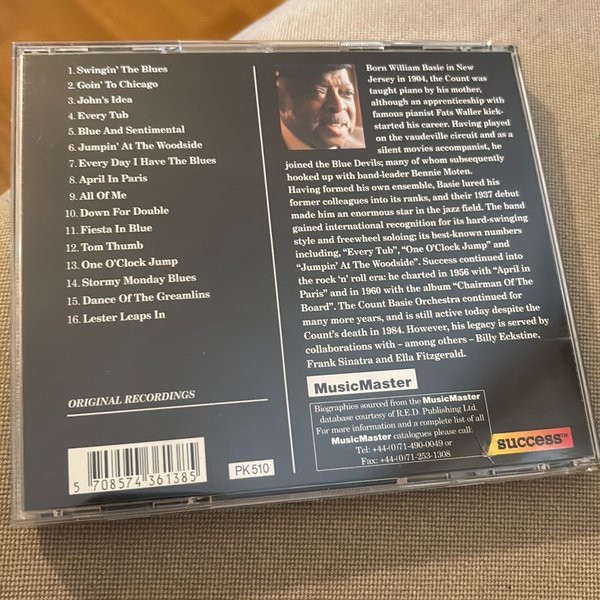 1. Swingin' The Blues
2. Goin' To Chicago
3. John's Idea
4. Every Tub
5. Blue And Sentimental
6. Jumpin' At The Woodside
7. Every Day I Have The Blues
8. April In Paris
9. All Of Me
10. Down For Double
11. Fiesta In Blue
12. Tom Thumb
13. One O'Clock Jump
14. Stormy Monday Blues
15. Dance Of The Greamlins
16. Lester Leaps In
ORIGINAL RECORDINGS
5 708574 361385
PK 510
Born William Basie in New
Jersey in 1904, the Count was
taught piano by his mother,
although an apprenticeship with
famous pianist Fats Waller kick-
started his career. Having played
on the vaudeville circuit and as a
silent movies accompanist, he
joined the Blue Devils; many of whom subsequently
hooked up with band-leader Bennie Moten.
Having formed his own ensemble, Basie lured his
former colleagues into its ranks, and their 1937 debut
made him an enormous star in the jazz field. The band
gained international recognition for its hard-swinging
style and freewheel soloing; its best-known numbers
including, "Every Tub", "One O'Clock Jump" and
"Jumpin' At The Woodside". Success continued into
the rock 'n' roll era: he charted in 1956 with "April in
Paris" and in 1960 with the album "Chairman Of The
Board". The Count Basie Orchestra continued for
many more years, and is still active today despite the
Count's death in 1984. However, his legacy is served by
collaborations with – among others – Billy Eckstine,
Frank Sinatra and Ella Fitzgerald.
MusicMaster
Biographies sourced from the MusicMaster
database courtesy of R.E.D. Publishing Ltd.
For more information and a complete list of all
MusicMaster catalogues please call:
Tel: +44-(0)71-490-0049 or
Fax: +44-(0)71-253-1308
success™